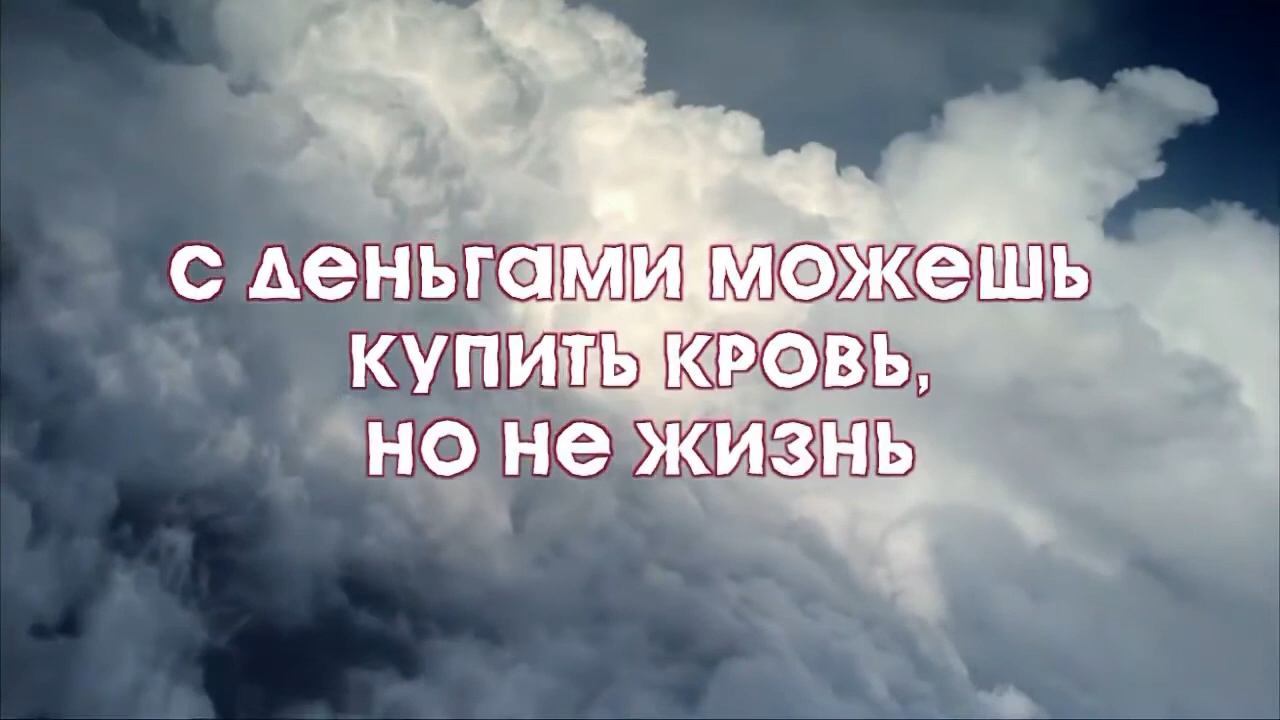 с деньгами можешь
купить кровь,
но не жизнь